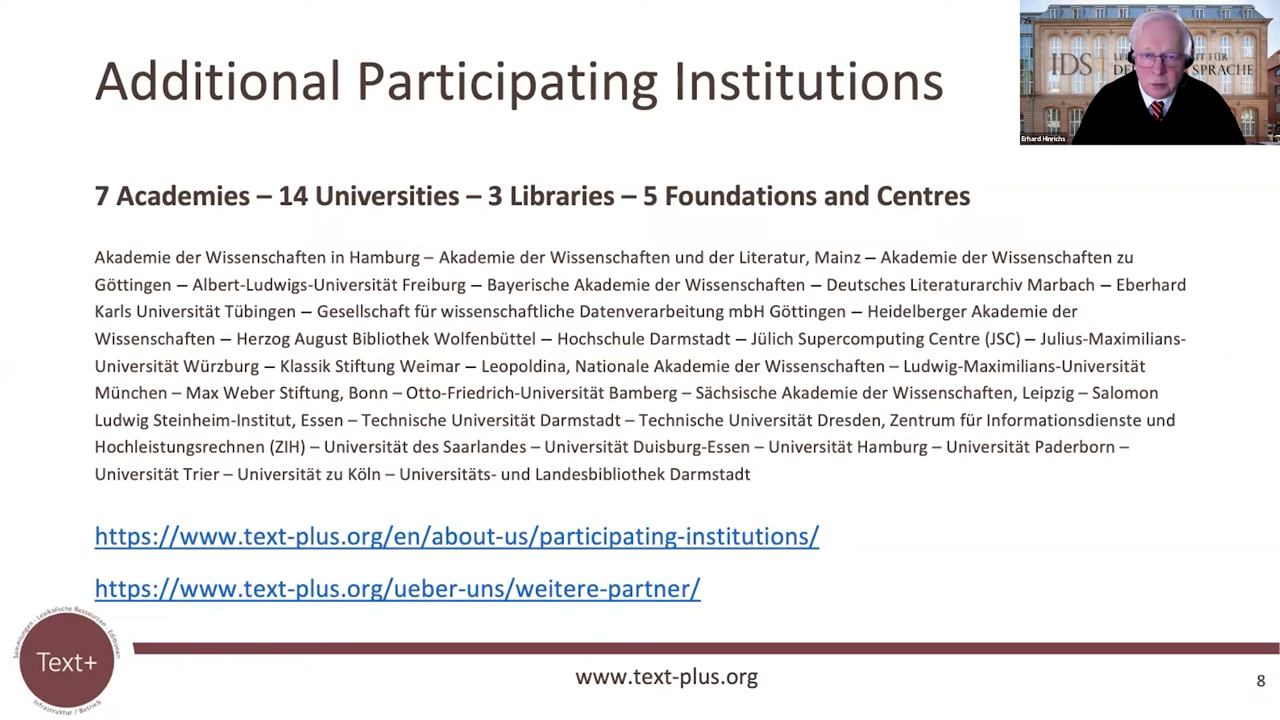 Additional Participating Institutions
IDS
SPRACHE
Erhard Hinrichs
7 Academies – 14 Universities – 3 Libraries – 5 Foundations and Centres
Akademie der Wissenschaften in Hamburg – Akademie der Wissenschaften und der Literatur, Mainz – Akademie der Wissenschaften zu
Göttingen – Albert-Ludwigs-Universität Freiburg – Bayerische Akademie der Wissenschaften – Deutsches Literaturarchiv Marbach – Eberhard
Karls Universität Tübingen – Gesellschaft für wissenschaftliche Datenverarbeitung mbH Göttingen – Heidelberger Akademie der
Wissenschaften – Herzog August Bibliothek Wolfenbüttel – Hochschule Darmstadt – Jülich Supercomputing Centre (JSC) – Julius-Maximilians-
Universität Würzburg – Klassik Stiftung Weimar – Leopoldina, Nationale Akademie der Wissenschaften – Ludwig-Maximilians-Universität
München – Max Weber Stiftung, Bonn – Otto-Friedrich-Universität Bamberg – Sächsische Akademie der Wissenschaften, Leipzig – Salomon
Ludwig Steinheim-Institut, Essen – Technische Universität Darmstadt – Technische Universität Dresden, Zentrum für Informationsdienste und
Hochleistungsrechnen (ZIH) – Universität des Saarlandes – Universität Duisburg-Essen – Universität Hamburg – Universität Paderborn –
Universität Trier – Universität zu Köln – Universitäts- und Landesbibliothek Darmstadt
https://www.text-plus.org/en/about-us/participating-institutions/
https://www.text-plus.org/ueber-uns/weitere-partner/
Sammlungen - Lexikalische Ressourcen - Editionen
Text+
Infrastruktur / Betrieb
www.text-plus.org
8